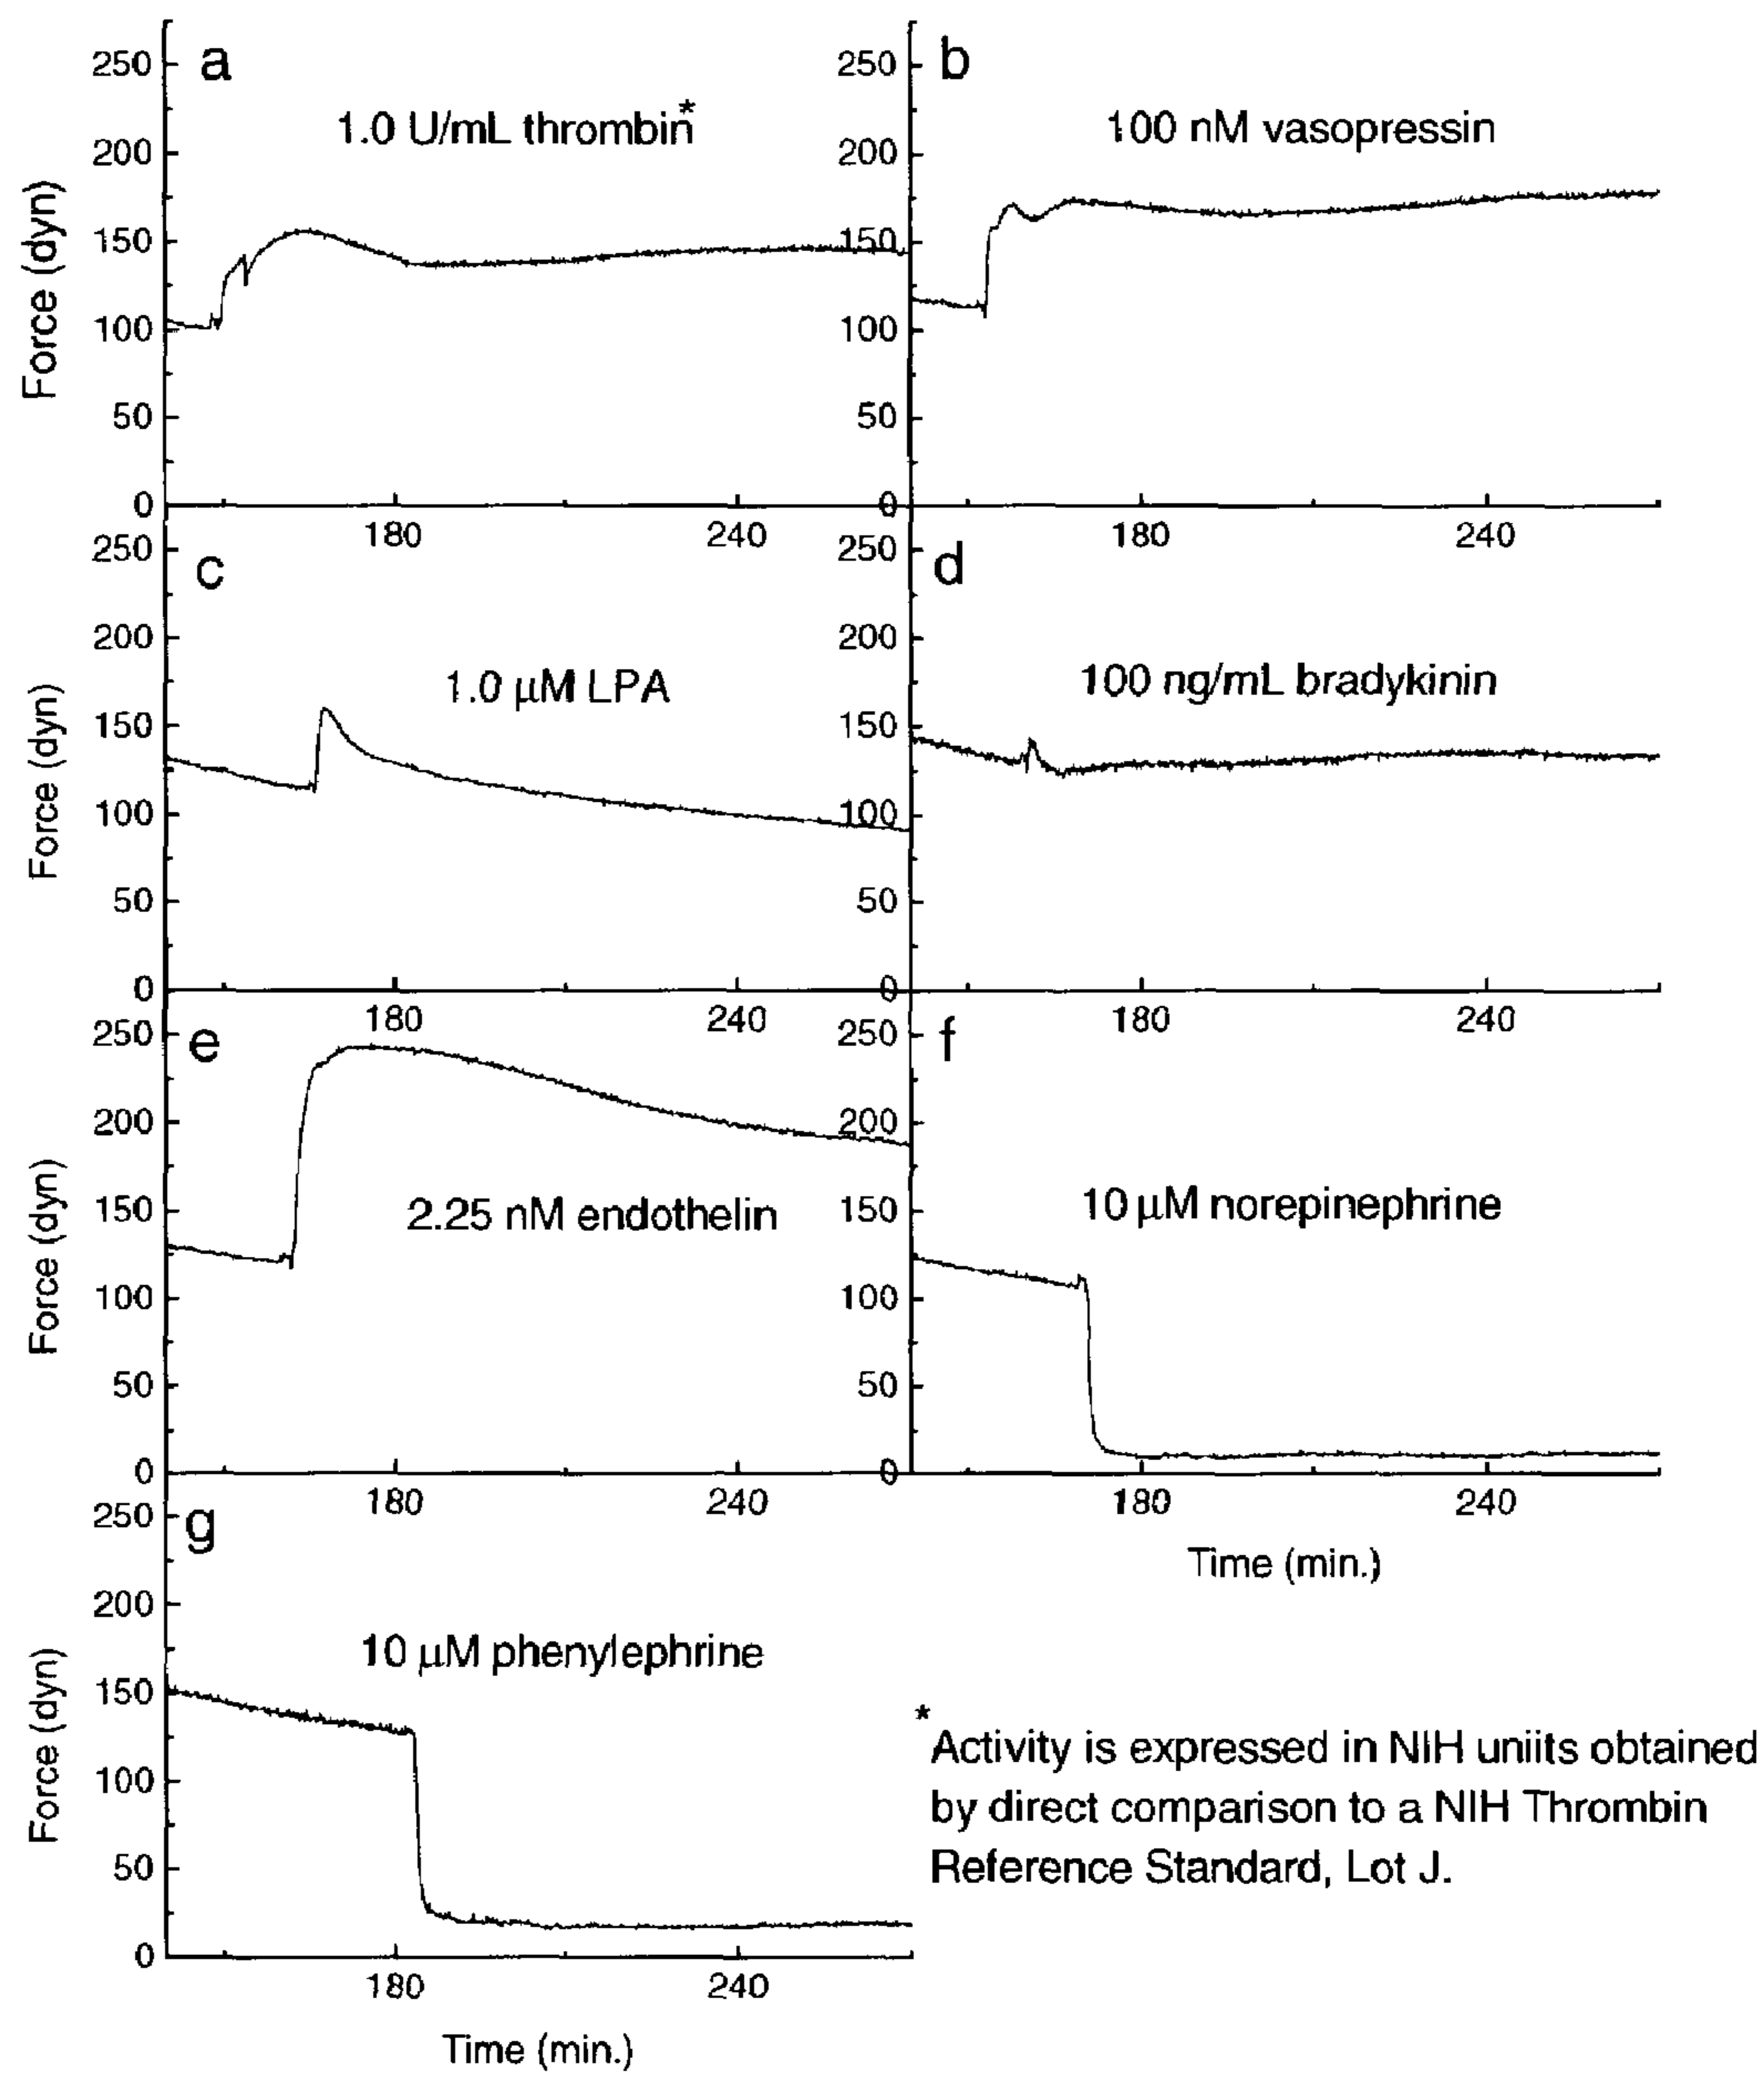 a
1.0 U/mL thrombin*
Force (dyn)
250
200
150
100
50
0
180
240
b
100 nM vasopressin
250
200
150
100
50
0
180
240
c
1.0 μM LPA
Force (dyn)
250
200
150
100
50
0
180
240
d
100 ng/mL bradykinin
250
200
150
100
50
0
180
240
e
2.25 nM endothelin
Force (dyn)
250
200
150
100
50
0
180
240
f
10 μM norepinephrine
250
200
150
100
50
0
180
240
Time (min.)
g
10 μM phenylephrine
Force (dyn)
250
200
150
100
50
0
180
240
Time (min.)
*
Activity is expressed in NIH uniits obtained
by direct comparison to a NIH Thrombin
Reference Standard, Lot J.